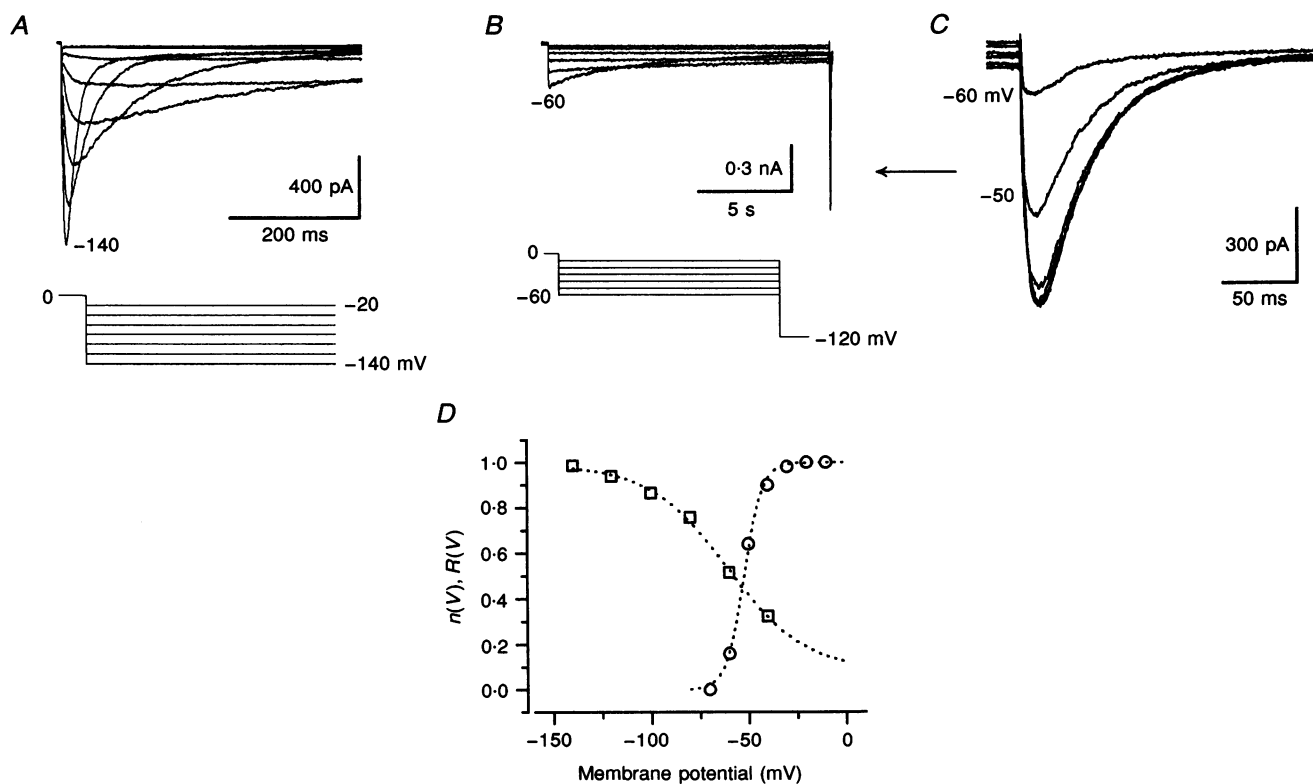 A
-140
400 pA
200 ms
0
-20
-140 mV
B
-60
0·3 nA
5 s
0
-60
-120 mV
C
-60 mV
-50
300 pA
50 ms
D
n(V), R(V)
1·0
0·8
0·6
0·4
0·2
0·0
-150
-100
-50
0
Membrane potential (mV)